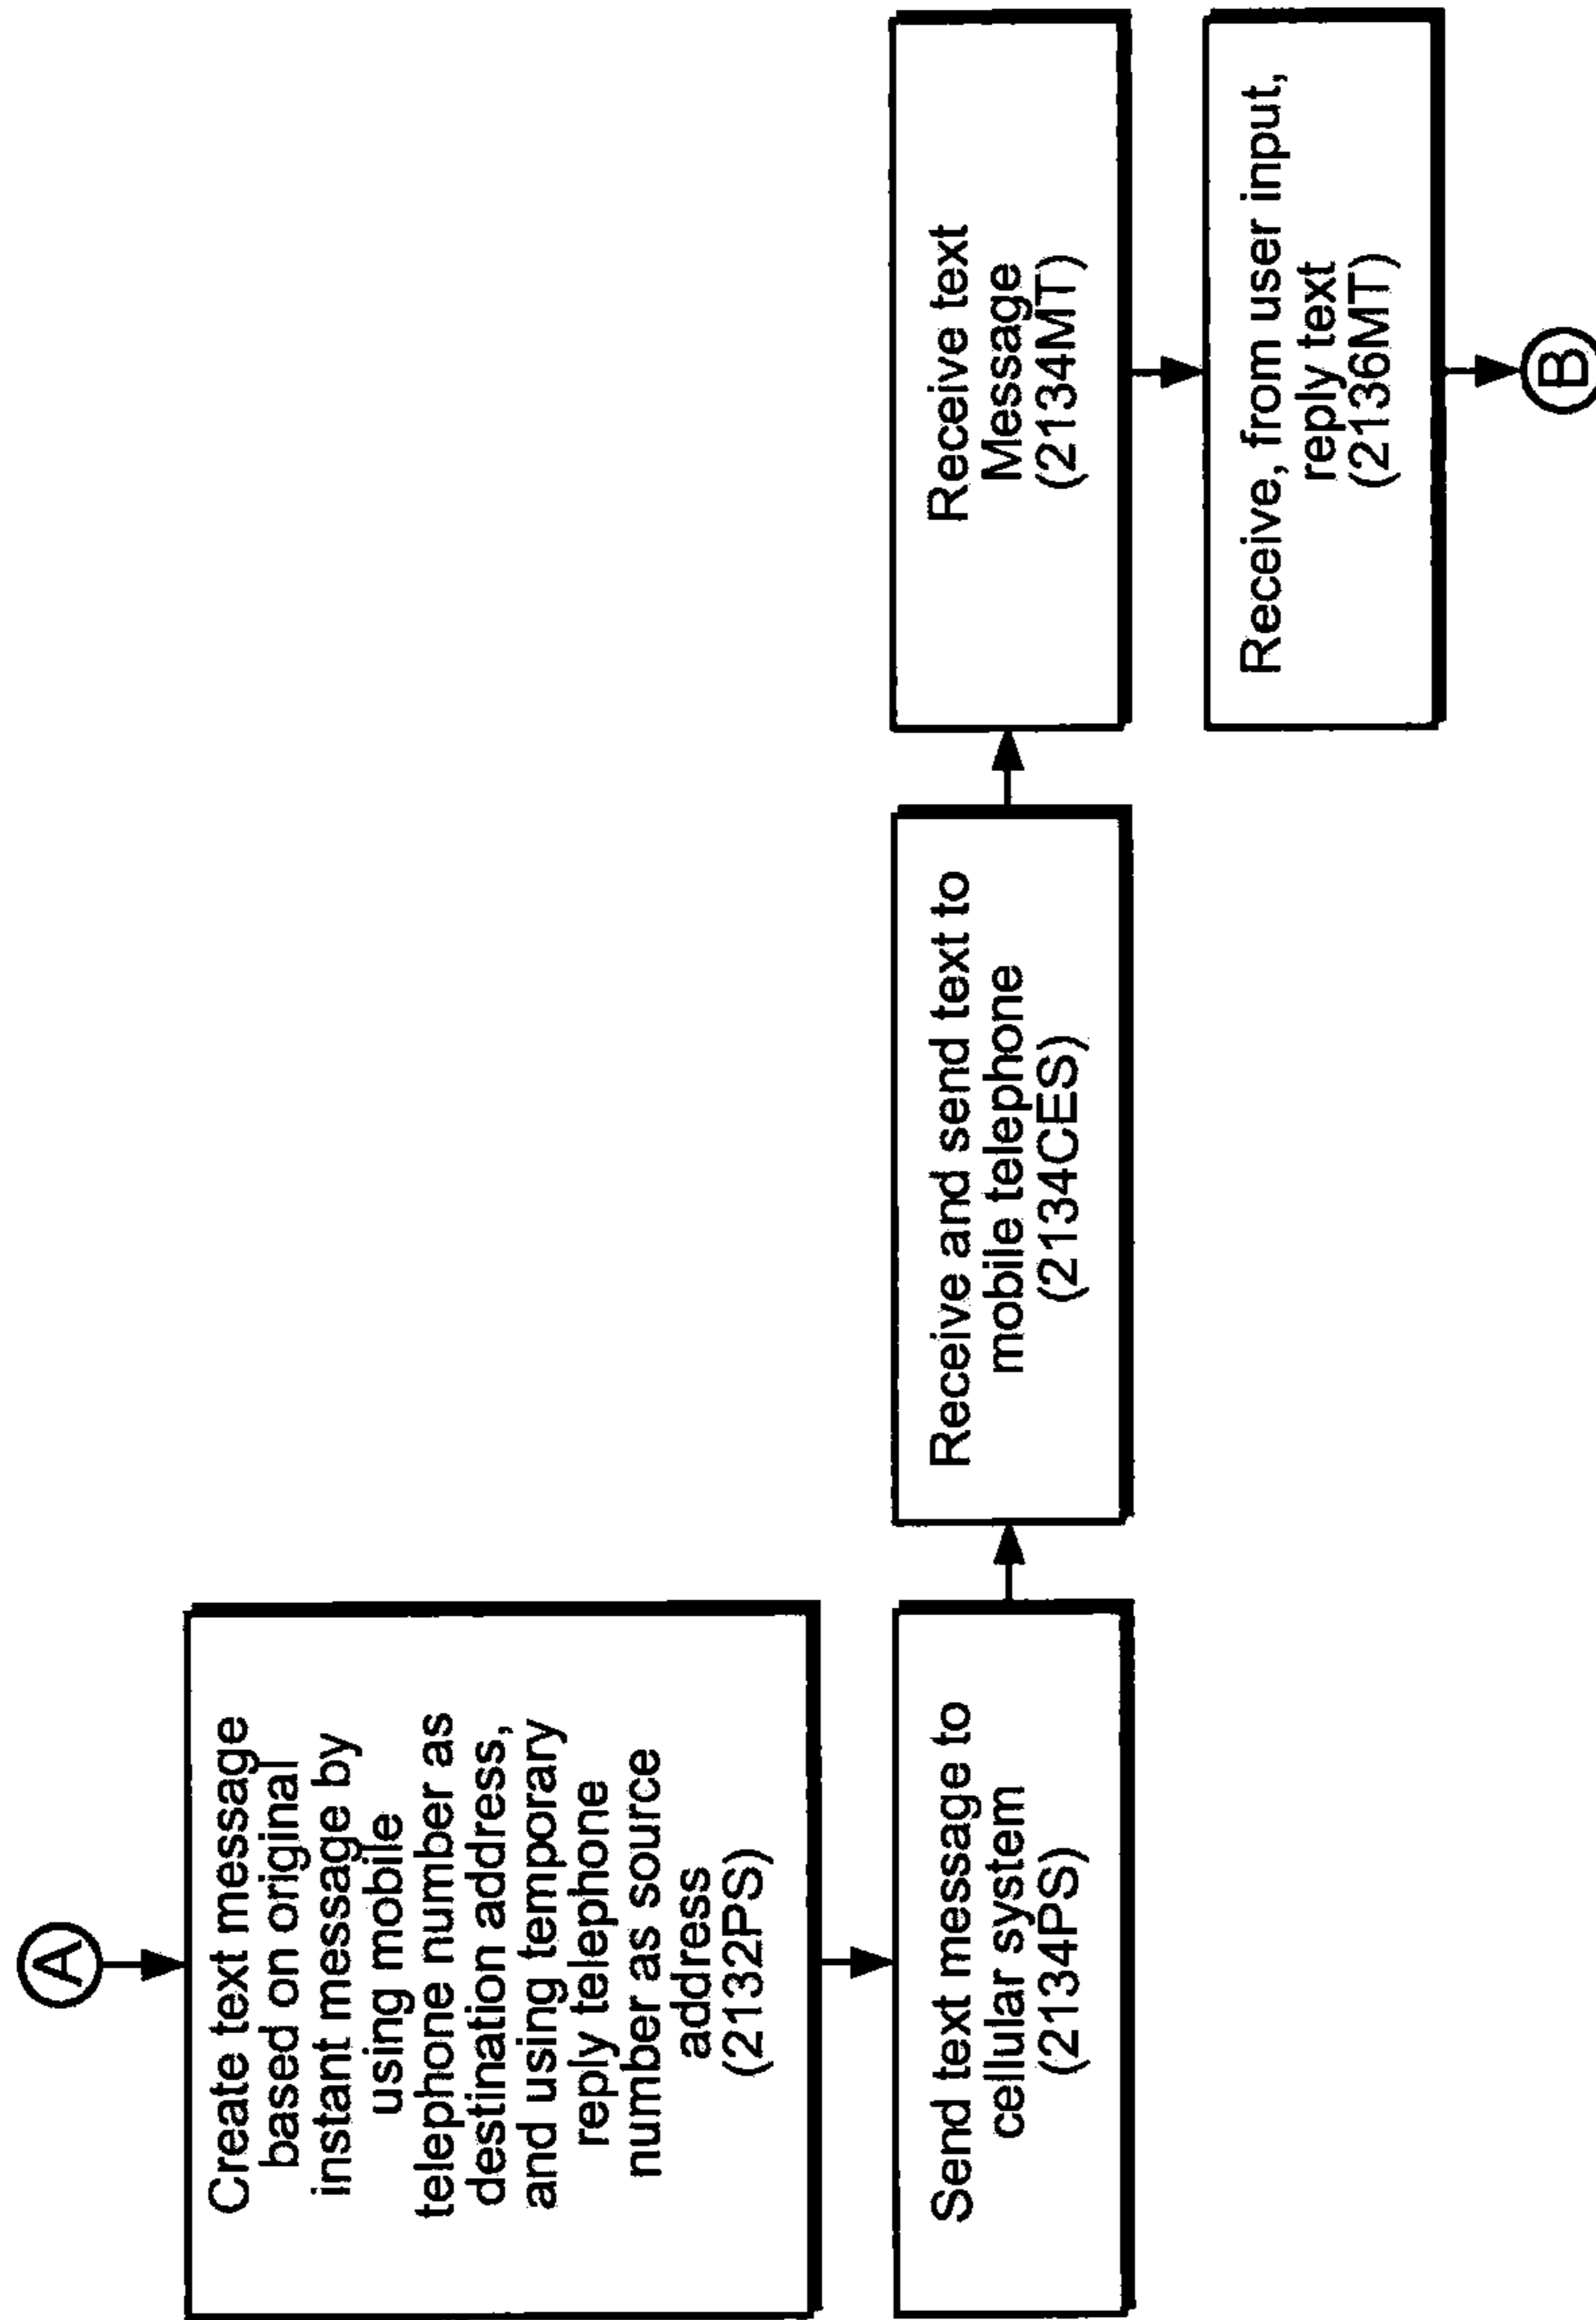 A
Create text message
based on original
instant message by
using mobile
telephone number as
destination address,
and using temporary
reply telephone
number as source
address
(2132PS)
Send text message to
cellular system
(2134PS)
Receive and send text to
mobile telephone
(2134CES)
Receive text
Message
(2134MT)
Receive, from user input,
reply text
(2136MT)
B